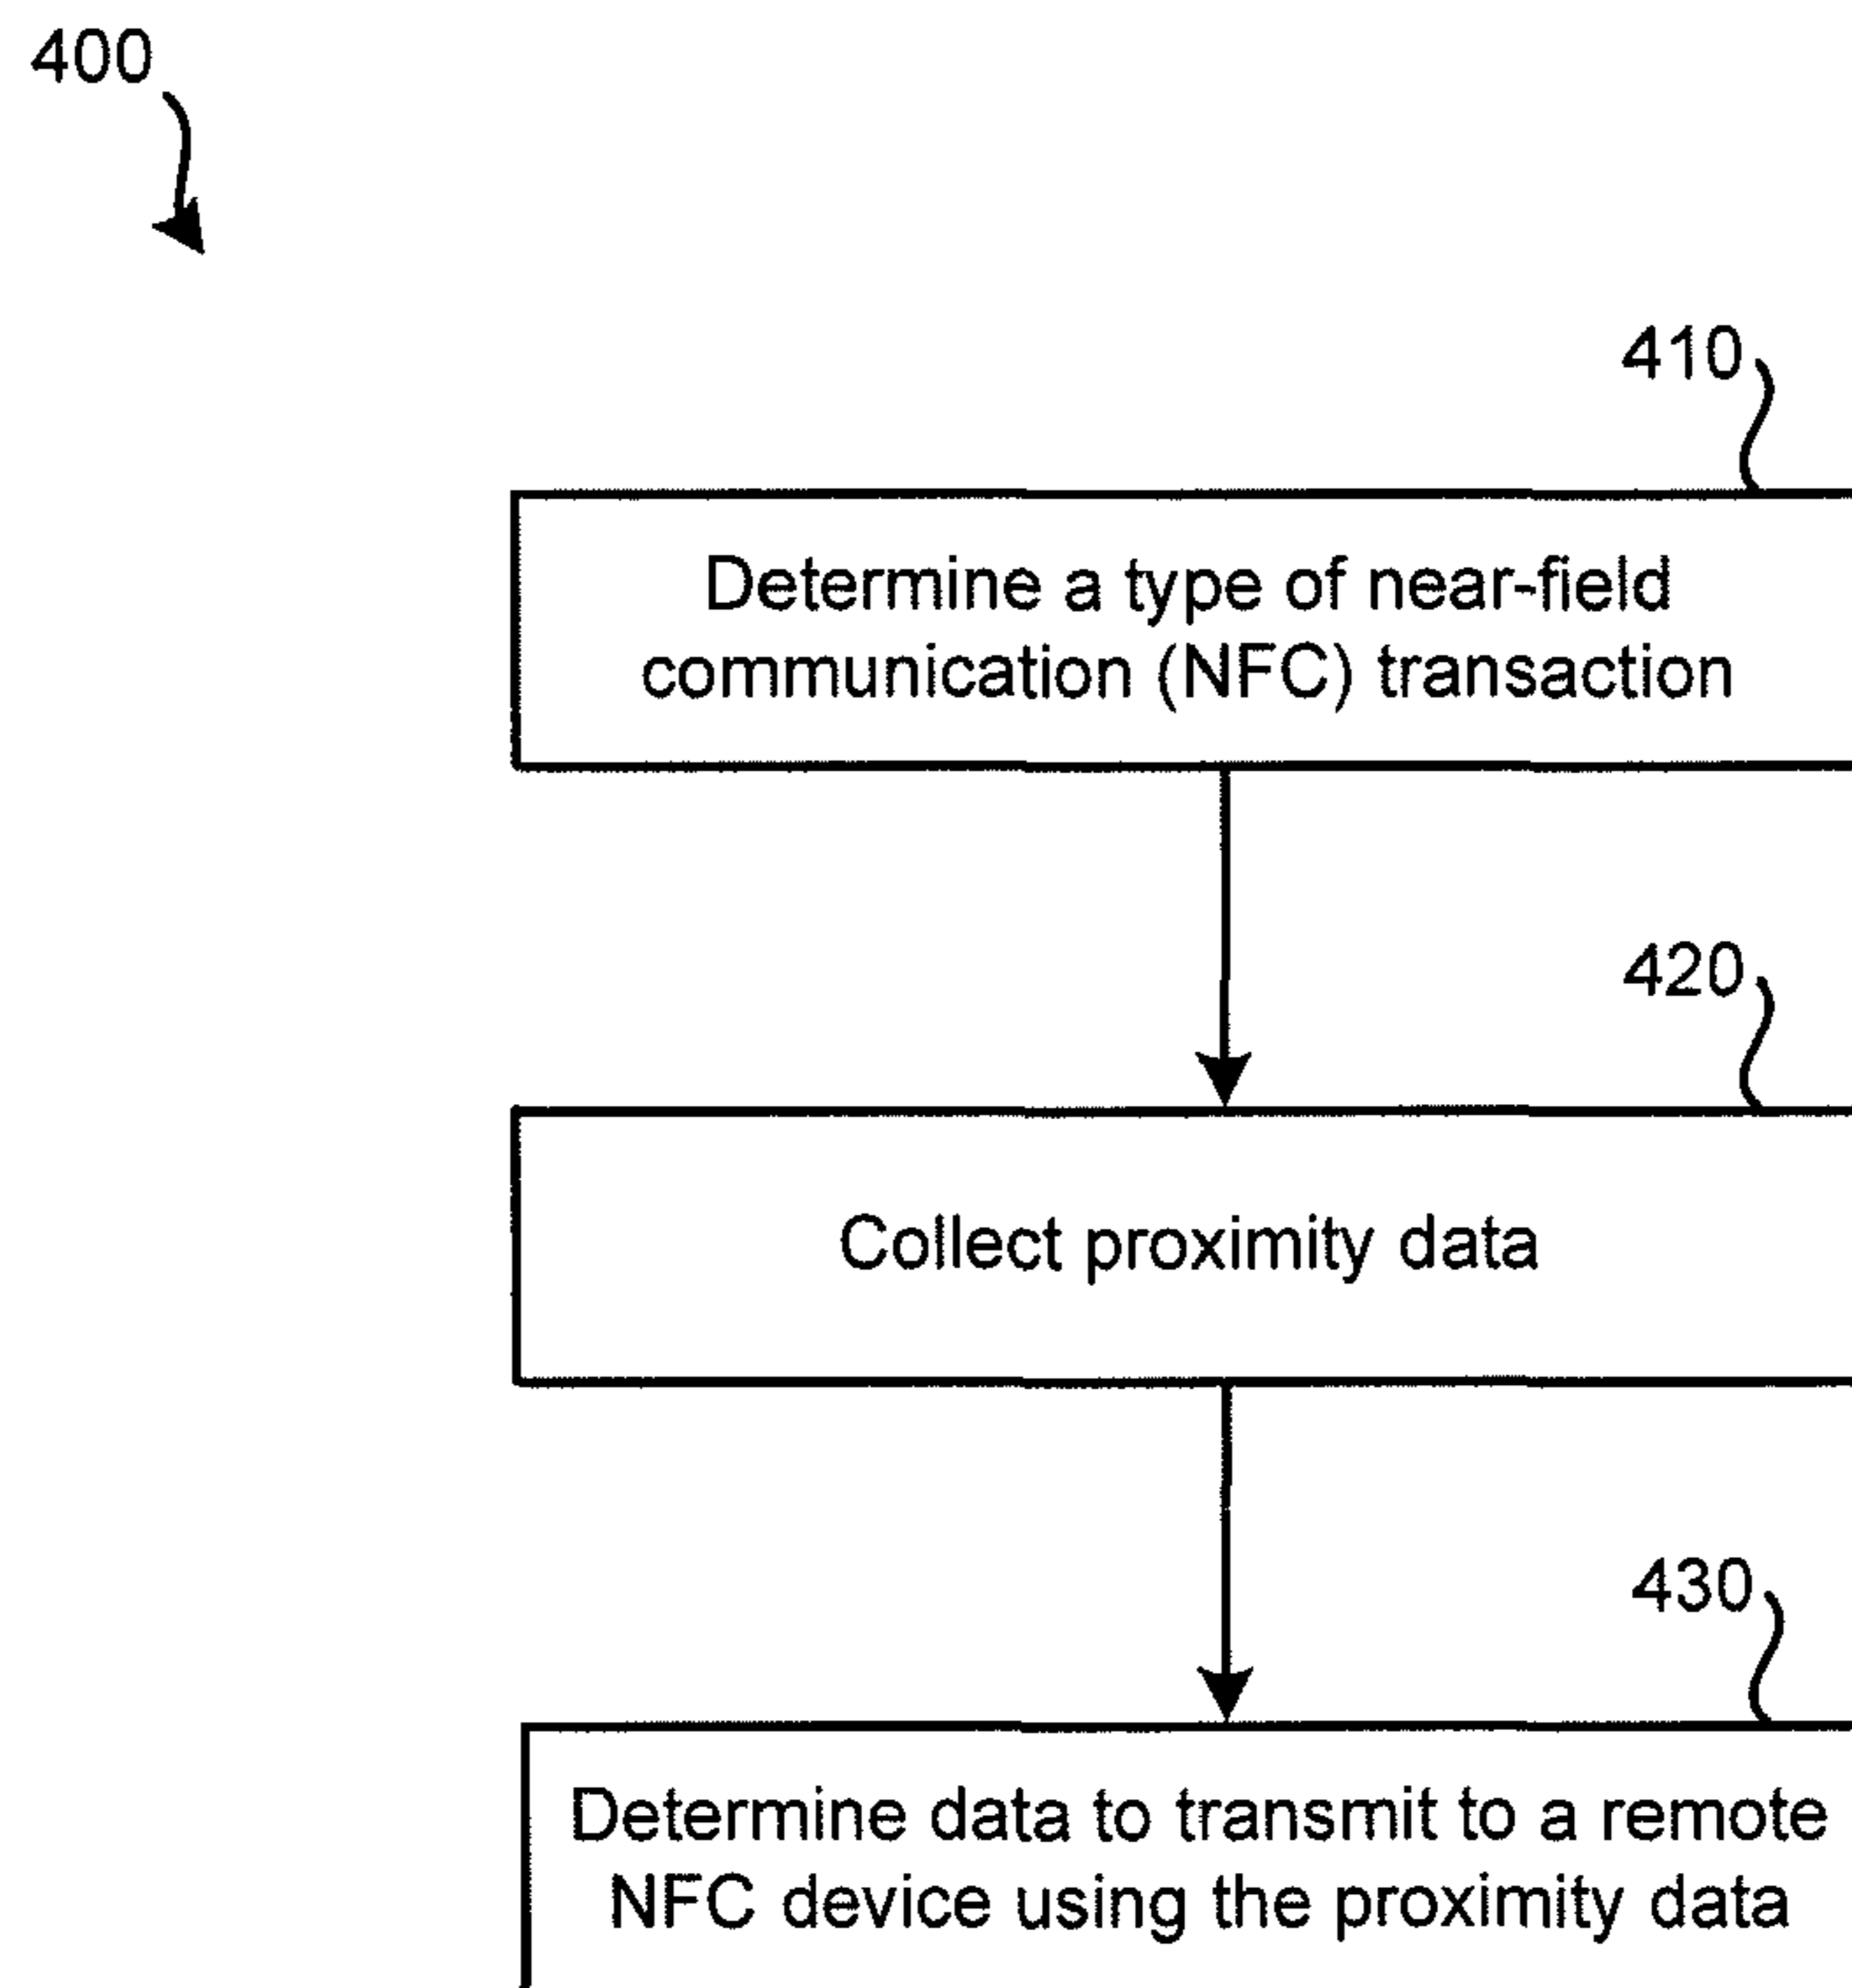 400
410
Determine a type of near-field
communication (NFC) transaction
420
Collect proximity data
430
Determine data to transmit to a remote
NFC device using the proximity data